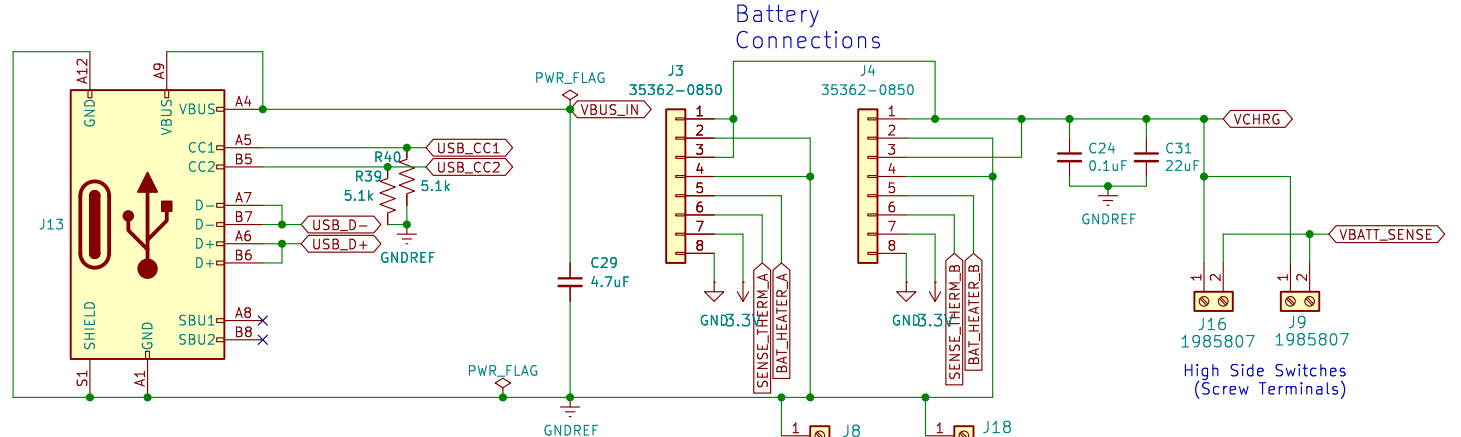 Battery
Connections
A12
A9
GND
VBUS
VBUS
A4
CC1
A5
CC2
B5
D-
A7
D-
B7
D+
A6
D+
B6
SBU1
A8
SBU2
B8
SHIELD
GND
S1
A1
J13
R40
5.1k
R39
5.1k
USB_CC1
USB_CC2
USB_D-
USB_D+
GNDREF
PWR_FLAG
VBUS_IN
C29
4.7uF
PWR_FLAG
GNDREF
J3
35362-0850
1
2
3
4
5
6
7
8
GND
3.3V
SENSE_THERM_A
BAT_HEATER_A
J4
35362-0850
1
2
3
4
5
6
7
8
GND
3.3V
SENSE_THERM_B
BAT_HEATER_B
VCHRG
C24
0.1uF
C31
22uF
GNDREF
VBATT_SENSE
1
2
J16
1985807
1
2
J9
1985807
High Side Switches
(Screw Terminals)
1
J8
1
J18